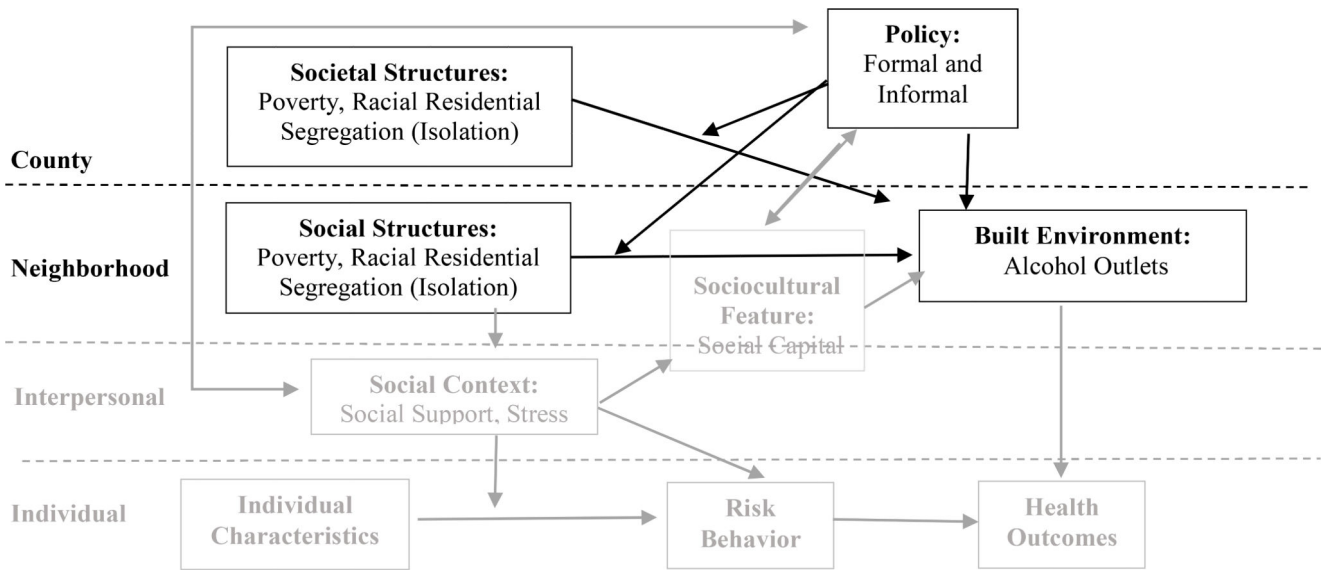 Policy:
Formal and
Informal
Societal Structures:
Poverty, Racial Residential
Segregation (Isolation)
County
Social Structures:
Poverty, Racial Residential
Segregation (Isolation)
Neighborhood
Built Environment:
Alcohol Outlets
Sociocultural
Feature:
Social Capital
Interpersonal
Social Context:
Social Support, Stress
Individual
Individual
Characteristics
Risk
Behavior
Health
Outcomes